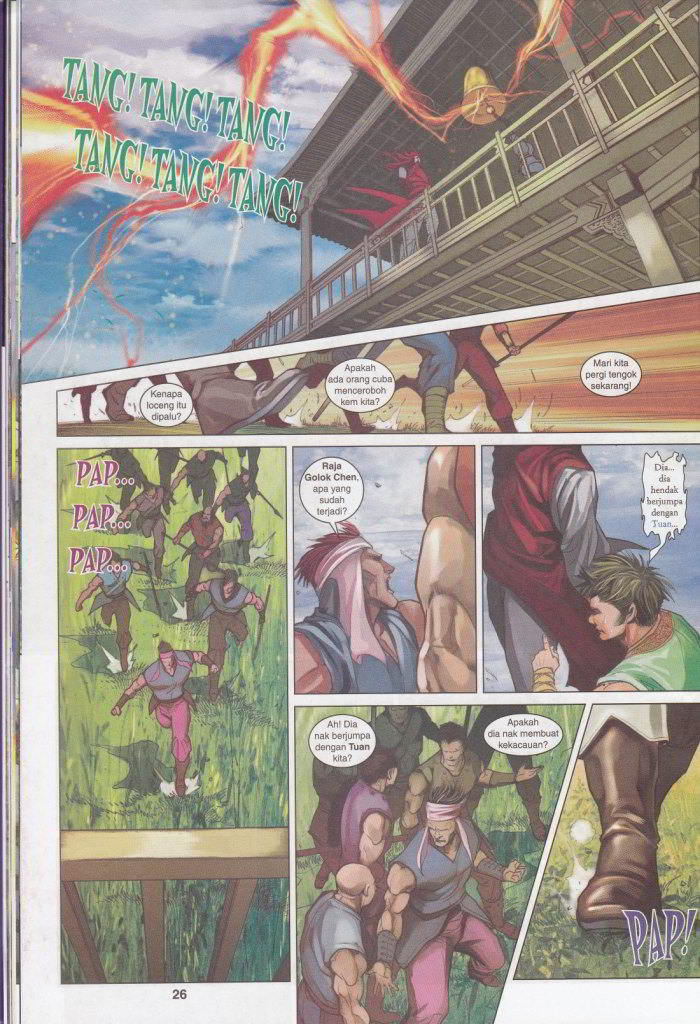 TANG! TANG! TANG!
TANG! TANG! TANG!
Kenapa
loceng itu
dipalu?
Apakah
ada orang cuba
menceroboh
kem kita?
Mari kita
pergi tengok
sekarang!
PAP...
PAP...
PAP...
Raja
Golok Chen,
apa yang
sudah
terjadi?
Dia...
dia
hendak
berjumpa
dengan
Tuan...
Ah! Dia
nak berjumpa
dengan Tuan
kita?
Apakah
dia nak membuat
kekacauan?
PAP!
26